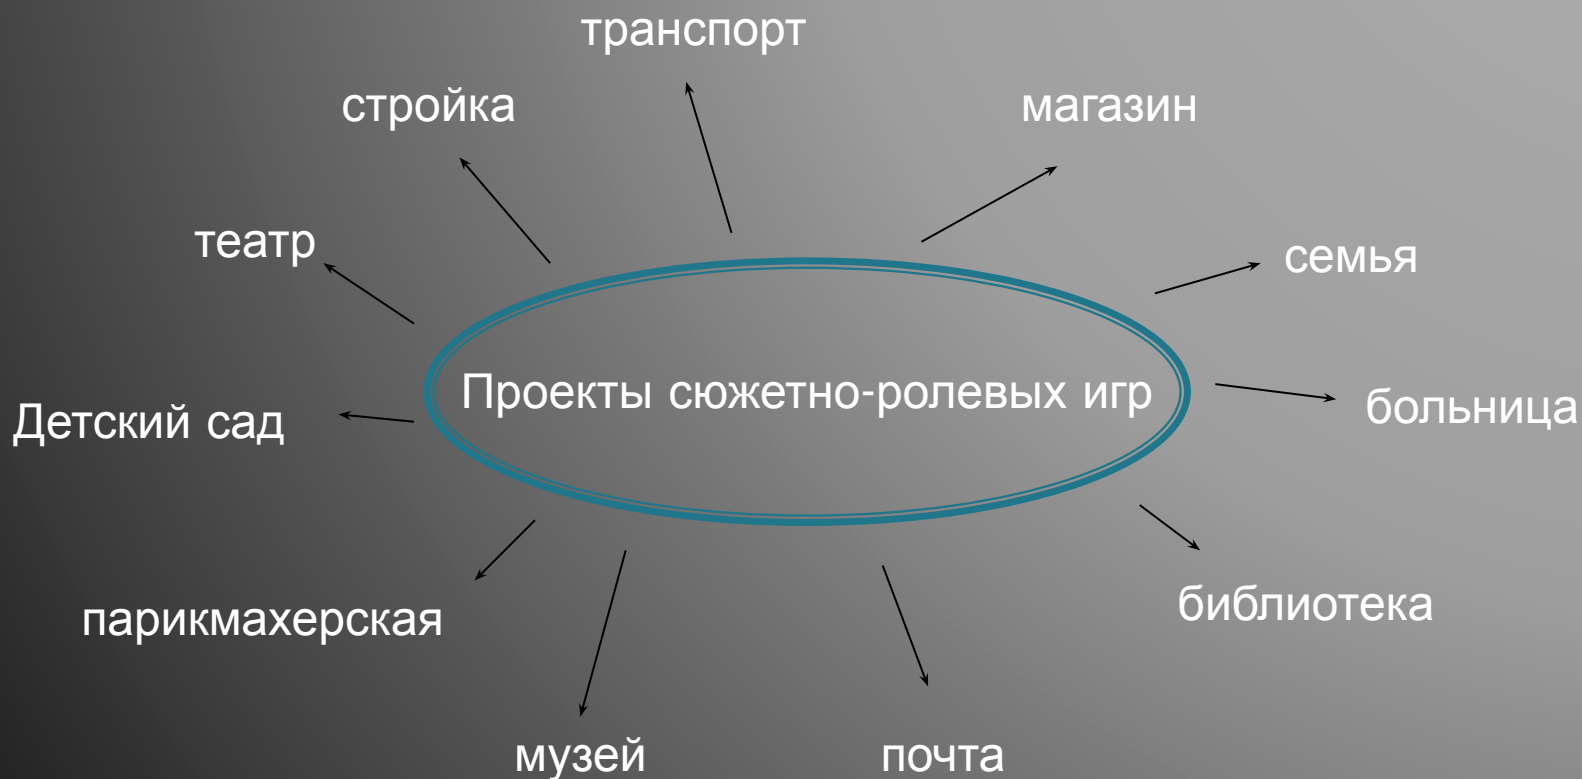 транспорт
стройка
магазин
театр
семья
Проекты сюжетно-ролевых игр
Детский сад
больница
парикмахерская
библиотека
музей
почта